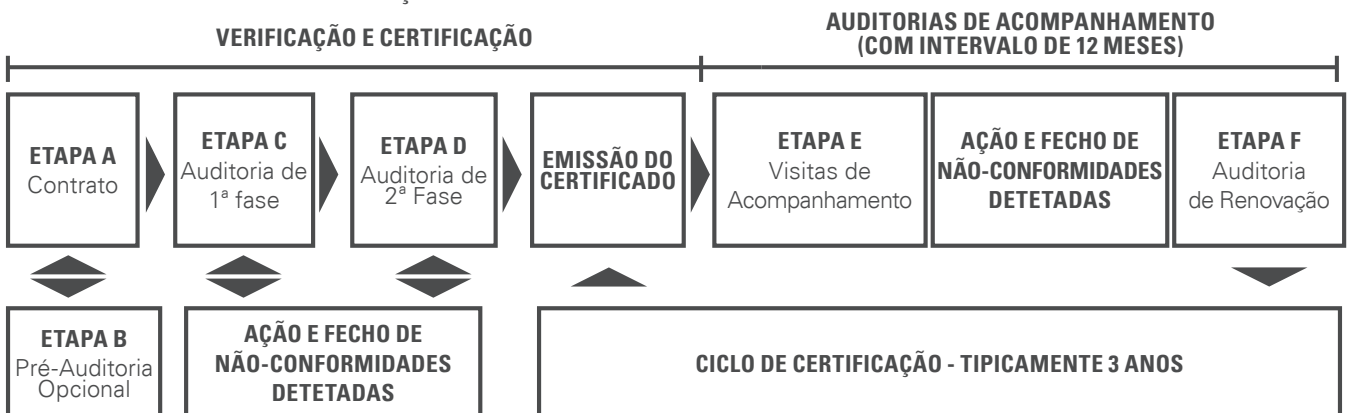 VERIFICAÇÃO E CERTIFICAÇÃO
AUDITORIAS DE ACOMPANHAMENTO
(COM INTERVALO DE 12 MESES)
ETAPA A
Contrato
ETAPA C
Auditoria de
1ª fase
ETAPA D
Auditoria de
2ª Fase
EMISSÃO DO
CERTIFICADO
ETAPA E
Visitas de
Acompanhamento
AÇÃO E FECHO DE
NÃO-CONFORMIDADES
DETETADAS
ETAPA F
Auditoria
de Renovação
ETAPA B
Pré-Auditoria
Opcional
AÇÃO E FECHO DE
NÃO-CONFORMIDADES
DETETADAS
CICLO DE CERTIFICAÇÃO - TIPICAMENTE 3 ANOS